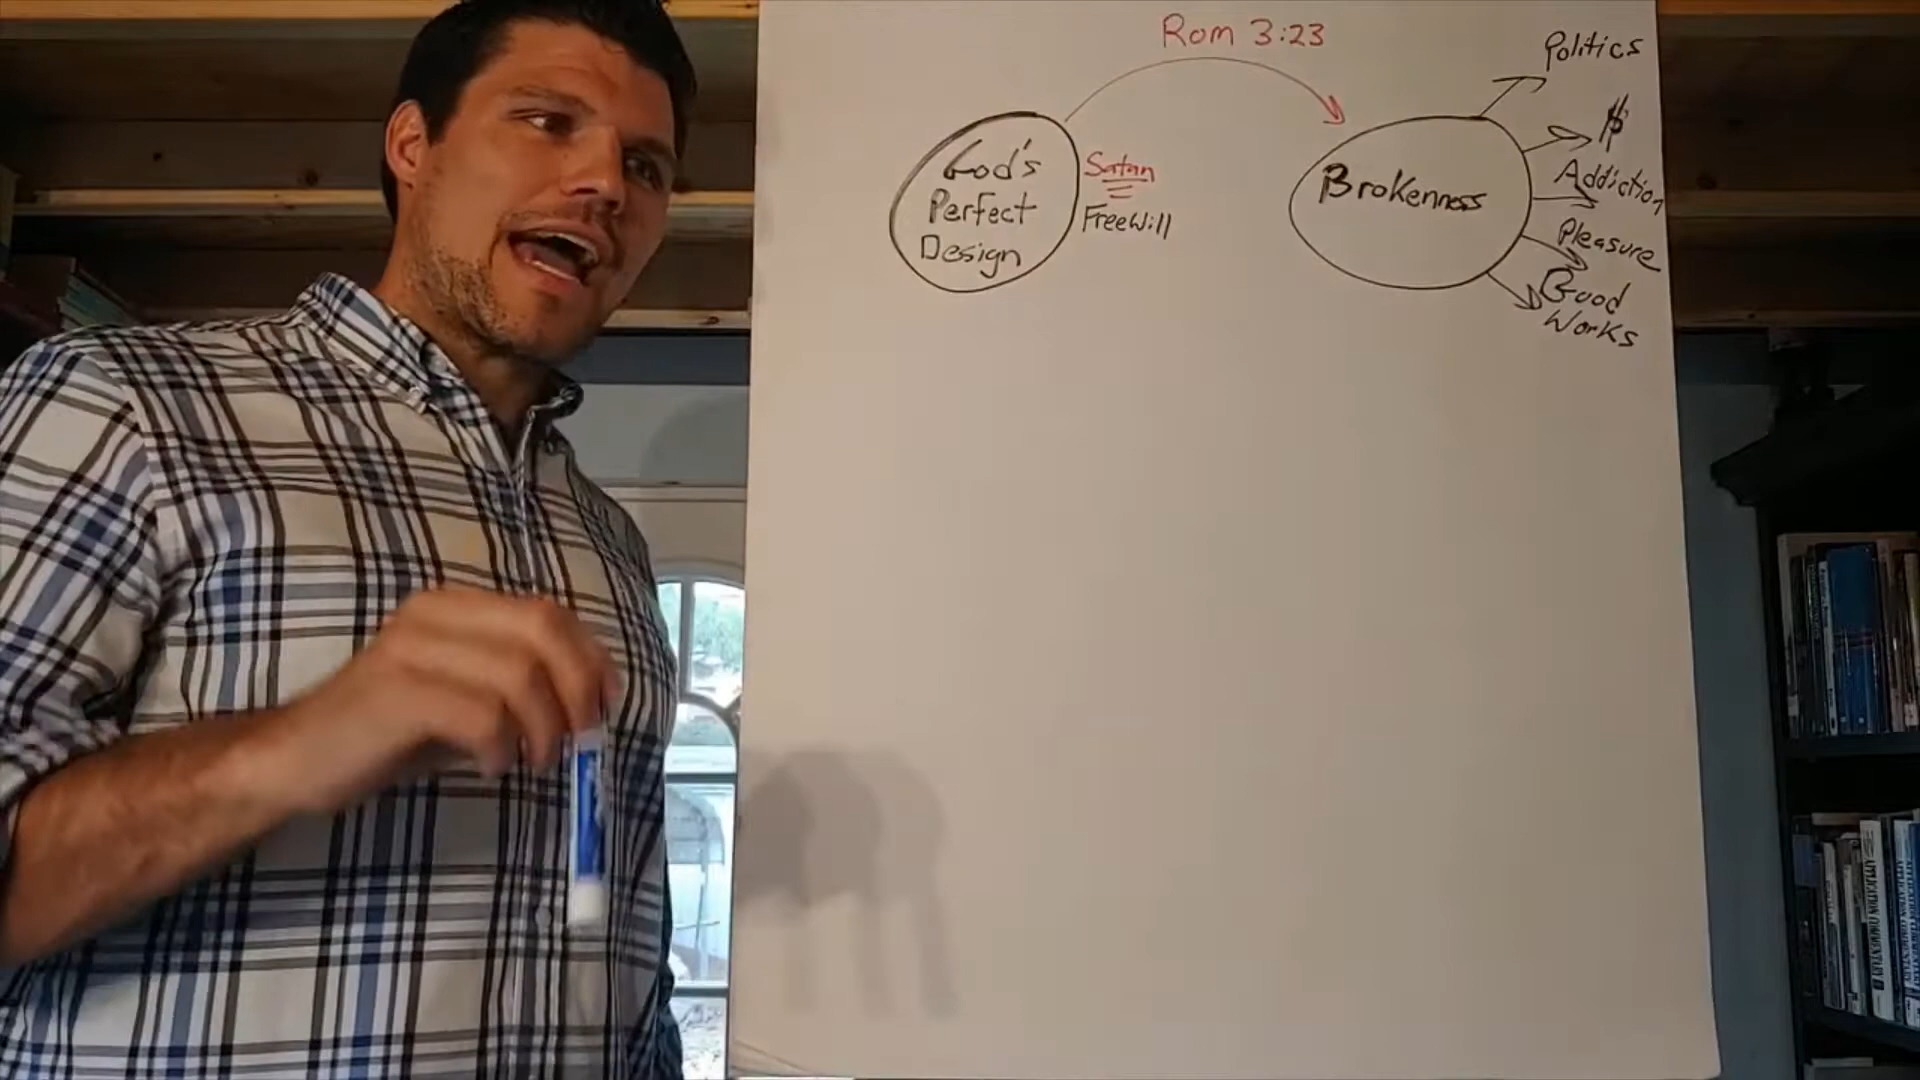 Rom 3:23
God's
Perfect
Design
Satan
FreeWill
Brokenness
Politics
$
Addiction
Pleasure
Good
Works